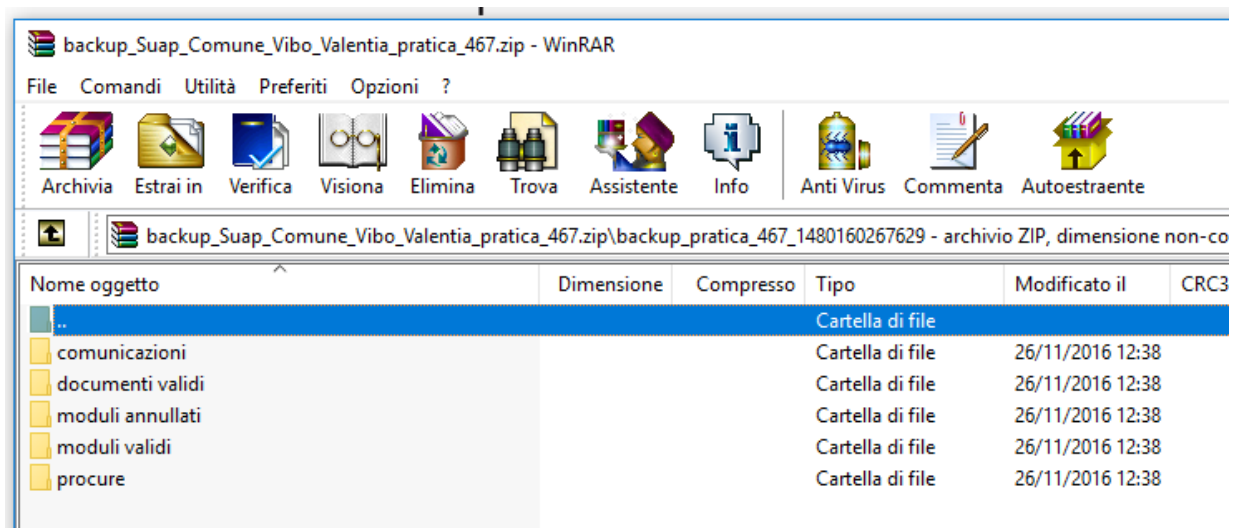 backup_Suap_Comune_Vibo_Valentia_pratica_467.zip - WinRAR
File Comandi Utilità Preferiti Opzioni ?
Archivia Estrai in Verifica Visiona Elimina Trova Assistente Info Anti Virus Commenta Autoestraente
backup_Suap_Comune_Vibo_Valentia_pratica_467.zip\backup_pratica_467_1480160267629 - archivio ZIP, dimensione non-co
Nome oggetto Dimensione Compresso Tipo Modificato il CRC3
.. Cartella di file
comunicazioni Cartella di file 26/11/2016 12:38
documenti validi Cartella di file 26/11/2016 12:38
moduli annullati Cartella di file 26/11/2016 12:38
moduli validi Cartella di file 26/11/2016 12:38
procure Cartella di file 26/11/2016 12:38